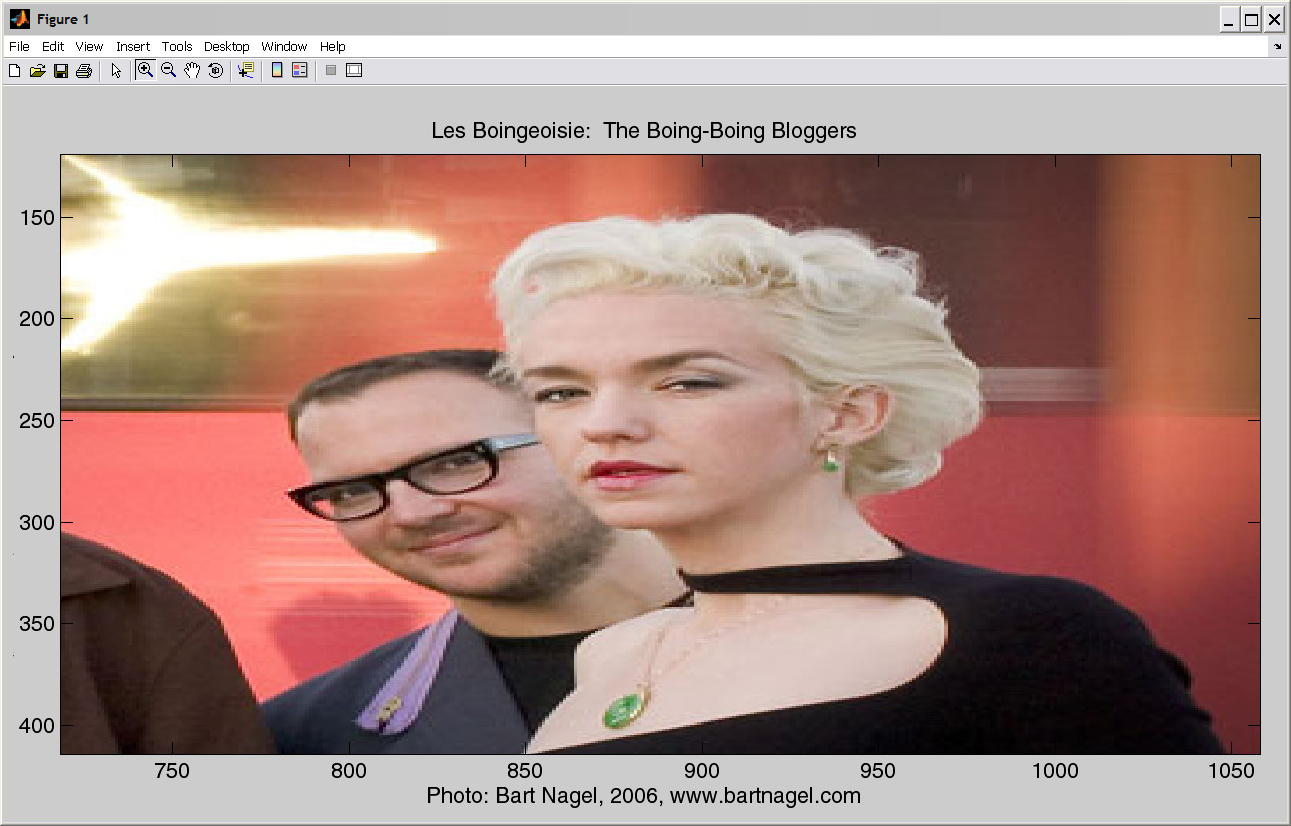 Figure 1
File Edit View Insert Tools Desktop Window Help
Les Boingeoisie:  The Boing-Boing Bloggers
150
200
250
300
350
400
750 800 850 900 950 1000 1050
Photo: Bart Nagel, 2006, www.bartnagel.com